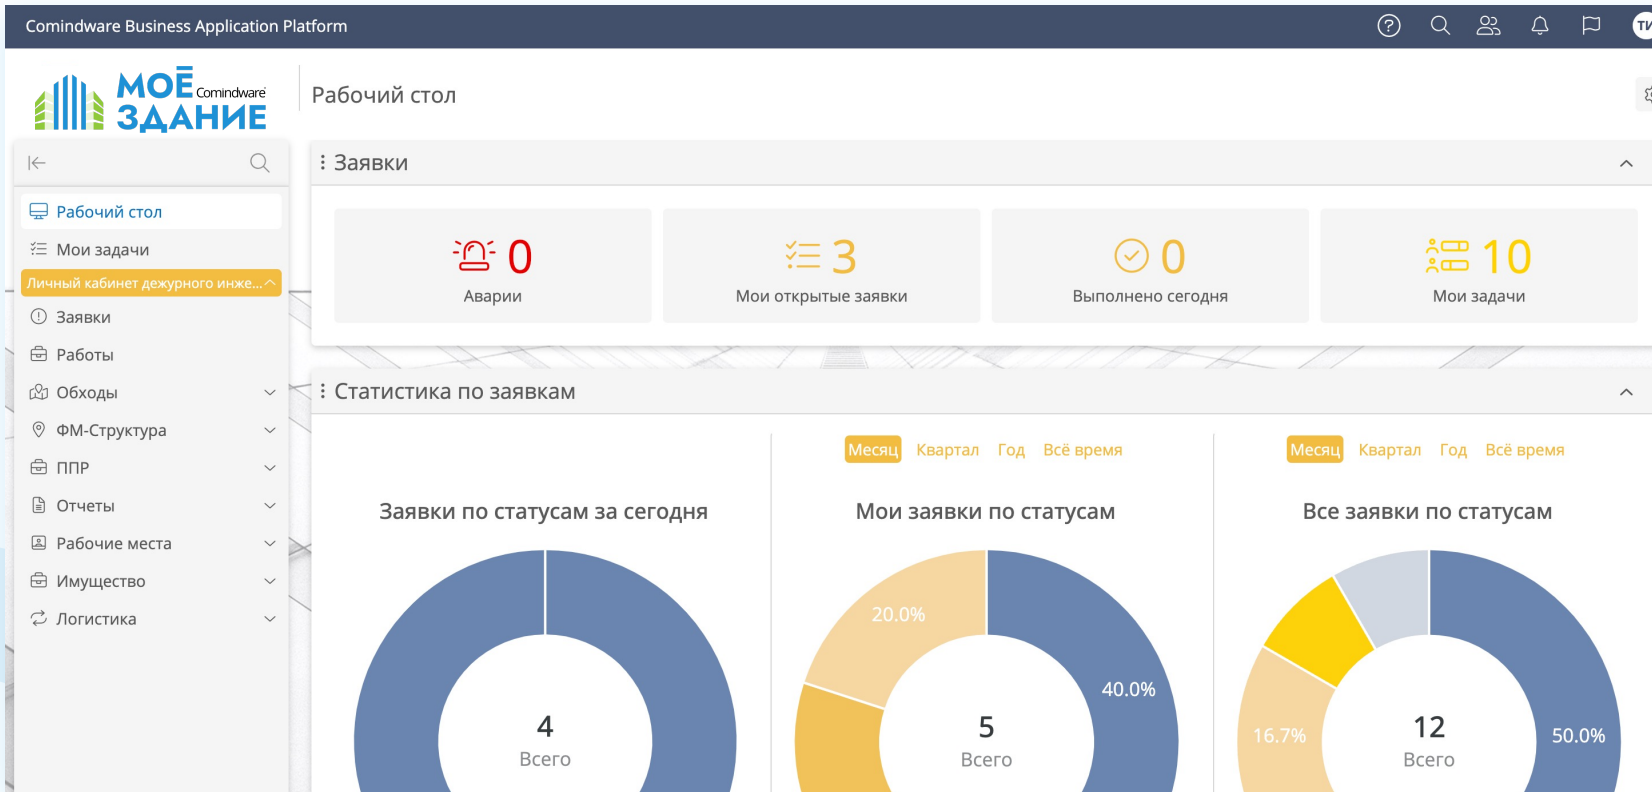 Comindware Business Application Platform
МОЁ Comindware
ЗДАНИЕ
Рабочий стол
Рабочий стол
Мои задачи
Личный кабинет дежурного инже...
Заявки
Работы
Обходы
ФМ-Структура
ППР
Отчеты
Рабочие места
Имущество
Логистика
Заявки
0
Аварии
3
Мои открытые заявки
0
Выполнено сегодня
10
Мои задачи
Статистика по заявкам
Заявки по статусам за сегодня
4
Всего
Месяц Квартал Год Всё время
Мои заявки по статусам
20.0%
40.0%
5
Всего
Месяц Квартал Год Всё время
Все заявки по статусам
16.7%
50.0%
12
Всего